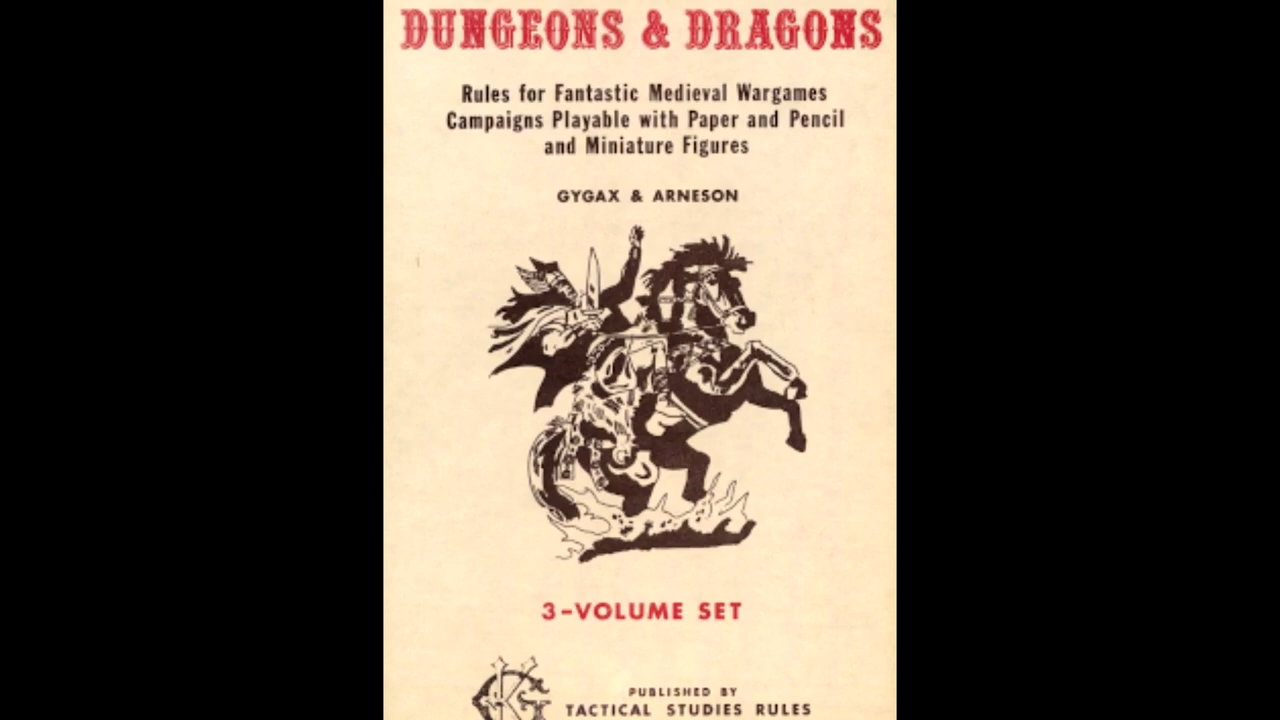 DUNGEONS & DRAGONS
Rules for Fantastic Medieval Wargames
Campaigns Playable with Paper and Pencil
and Miniature Figures
GYGAX & ARNESON
3-VOLUME SET
PUBLISHED BY
TACTICAL STUDIES RULES